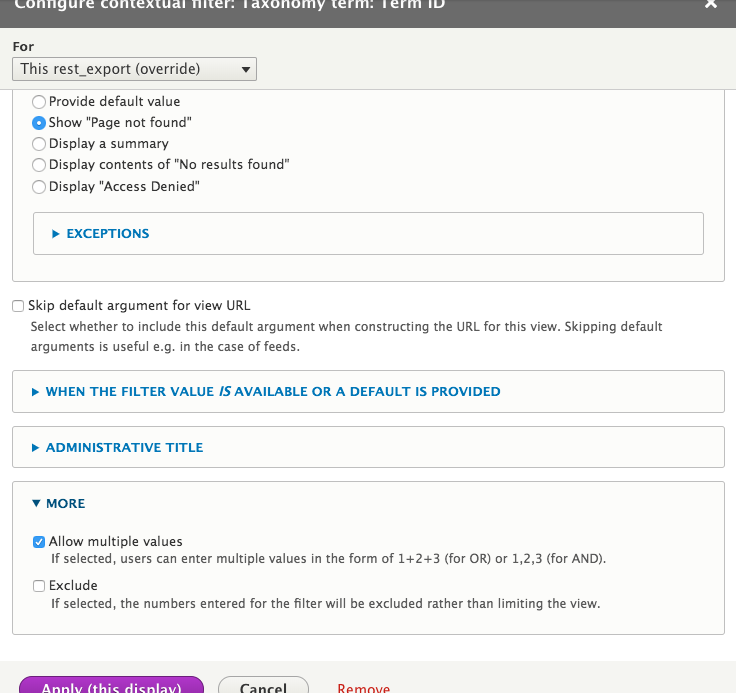 Configure contextual filter: Taxonomy term: Term ID
For
This rest_export (override)
Provide default value
Show "Page not found"
Display a summary
Display contents of "No results found"
Display "Access Denied"
EXCEPTIONS
Skip default argument for view URL
Select whether to include this default argument when constructing the URL for this view. Skipping default
arguments is useful e.g. in the case of feeds.
WHEN THE FILTER VALUE IS AVAILABLE OR A DEFAULT IS PROVIDED
ADMINISTRATIVE TITLE
MORE
Allow multiple values
If selected, users can enter multiple values in the form of 1+2+3 (for OR) or 1,2,3 (for AND).
Exclude
If selected, the numbers entered for the filter will be excluded rather than limiting the view.
Apply (this display) Cancel Remove